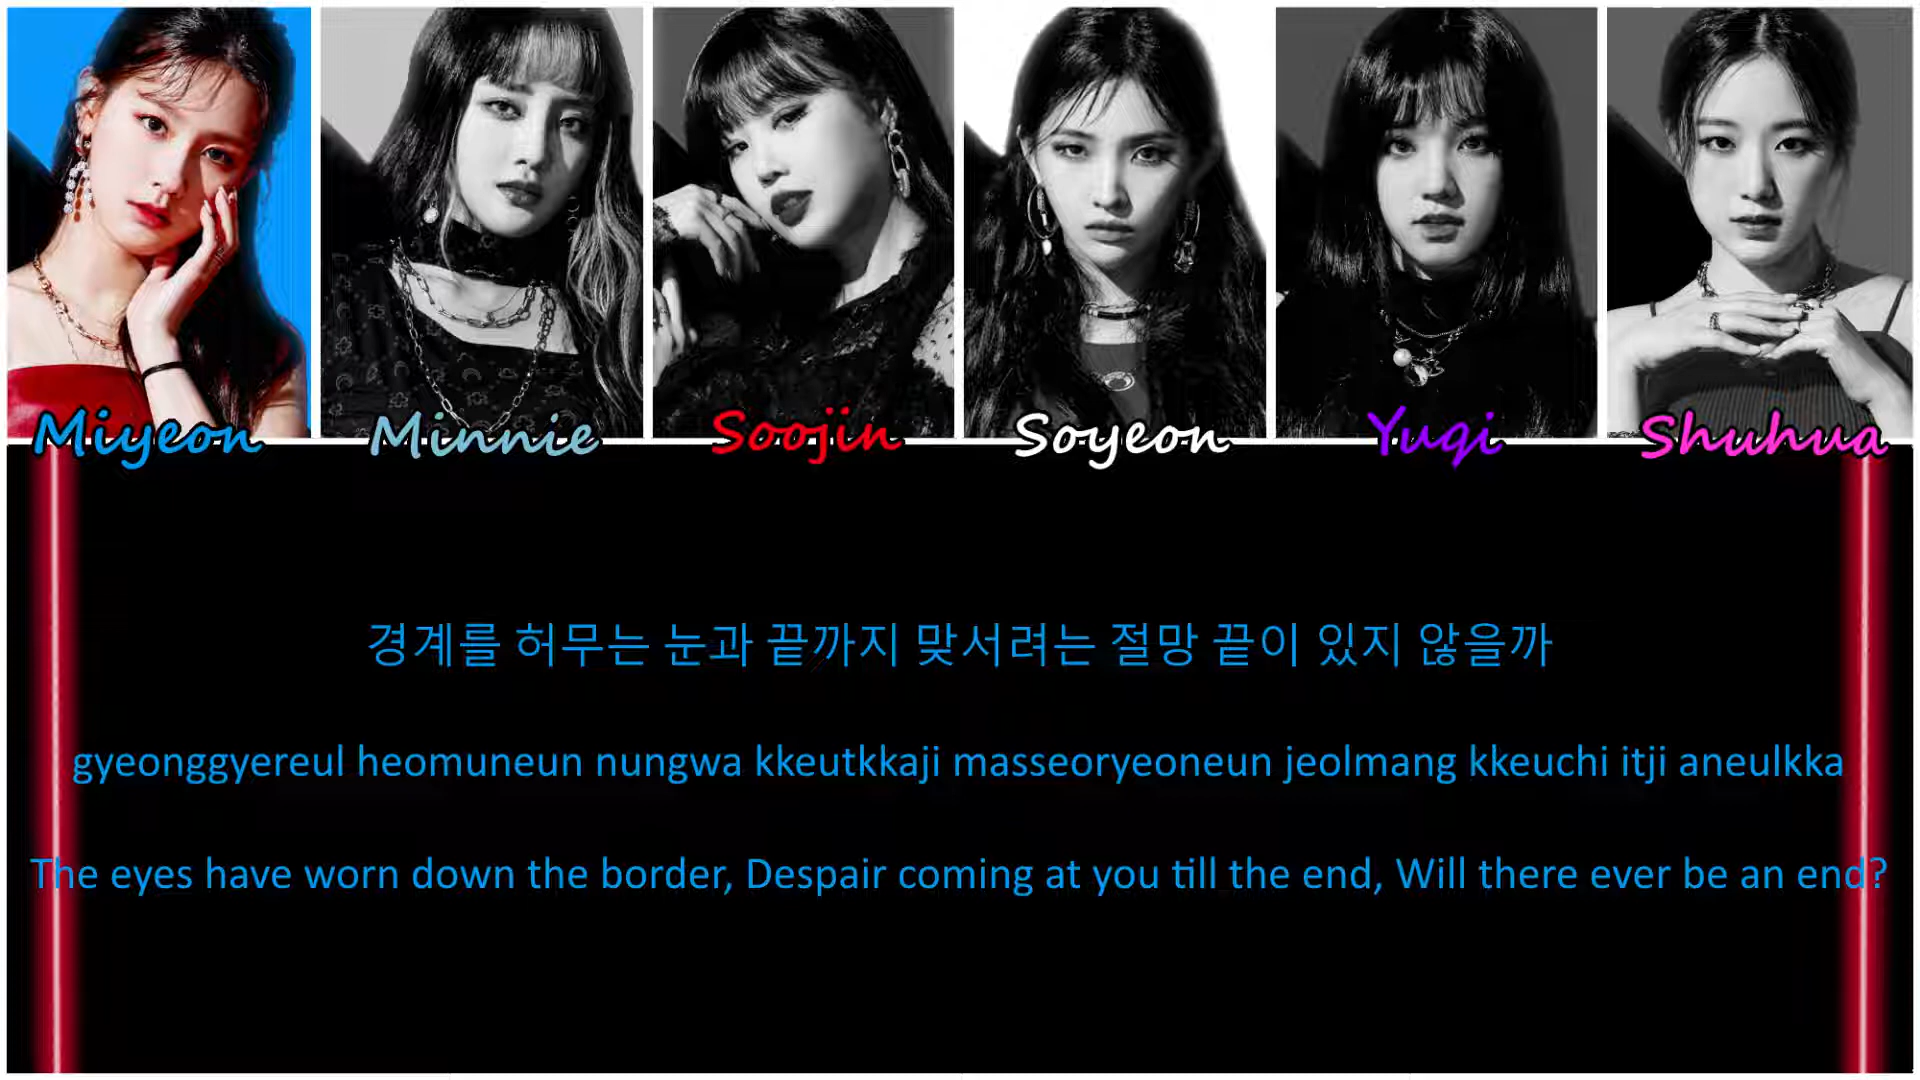 Miyeon Minnie Soojin Soyeon Yuqi Shuhua
경계를 허무는 눈과 끝까지 맞서려는 절망 끝이 있지 않을까
gyeonggyereul heomuneun nungwa kkeutkkaji masseoryeoneun jeolmang kkeuchi itji aneulkka
The eyes have worn down the border, Despair coming at you till the end, Will there ever be an end?